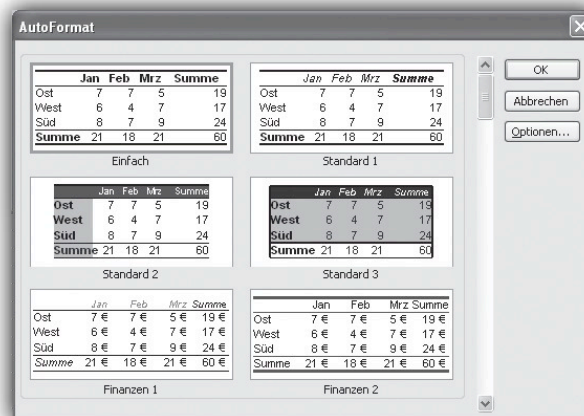 AutoFormat
Jan Feb Mrz Summe
Ost 7 7 5 19
West 6 4 7 17
Süd 8 7 9 24
Summe 21 18 21 60
Einfach
Jan Feb Mrz Summe
Ost 7 7 5 19
West 6 4 7 17
Süd 8 7 9 24
Summe 21 18 21 60
Standard 1
Jan Feb Mrz Summe
Ost 7 7 5 19
West 6 4 7 17
Süd 8 7 9 24
Summe 21 18 21 60
Standard 2
Jan Feb Mrz Summe
Ost 7 7 5 19
West 6 4 7 17
Süd 8 7 9 24
Summe 21 18 21 60
Standard 3
Jan Feb Mrz Summe
Ost 7 € 7 € 5 € 19 €
West 6 € 4 € 7 € 17 €
Süd 8 € 7 € 9 € 24 €
Summe 21 € 18 € 21 € 60 €
Finanzen 1
Jan Feb Mrz Summe
Ost 7 € 7 € 5 € 19 €
West 6 € 4 € 7 € 17 €
Süd 8 € 7 € 9 € 24 €
Summe 21 € 18 € 21 € 60 €
Finanzen 2
OK
Abbrechen
Optionen...